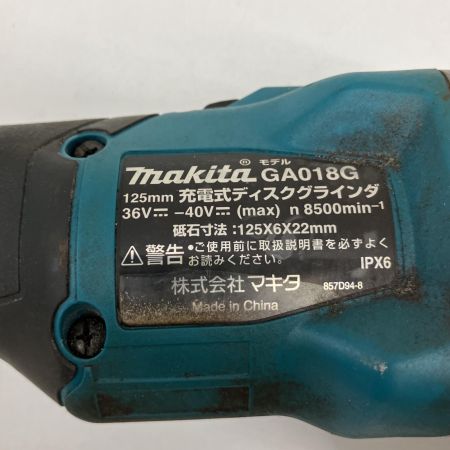 makita® モデル GA018G
125mm 充電式ディスクグラインダ
36V⎓ -40V⎓ (max) n 8500min-1
砥石寸法:125X6X22mm
⚠警告 •ご使用前に取扱説明書を必ずよく
お読みください。
IPX6
株式会社 マキタ 857D94-8
Made in China